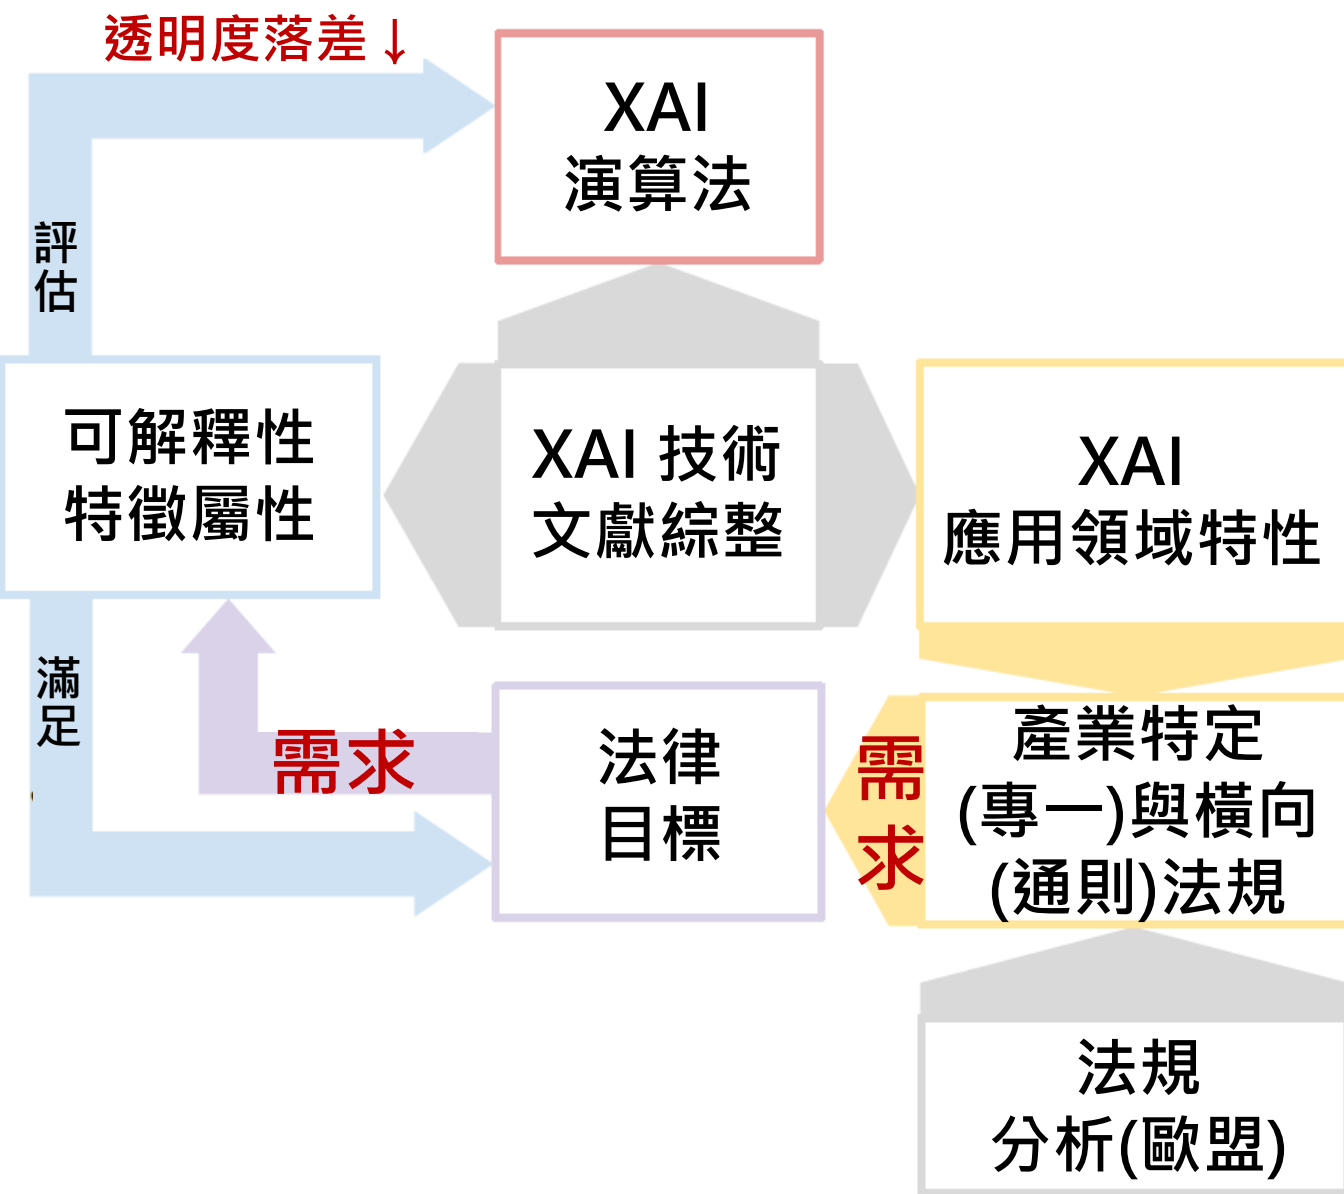 透明度落差↓
XAI
演算法
評
估
可解釋性
特徵屬性
XAI 技術
文獻綜整
XAI
應用領域特性
滿
足
需求
法律
目標
需
求
產業特定
(專一)與橫向
(通則)法規
法規
分析(歐盟)